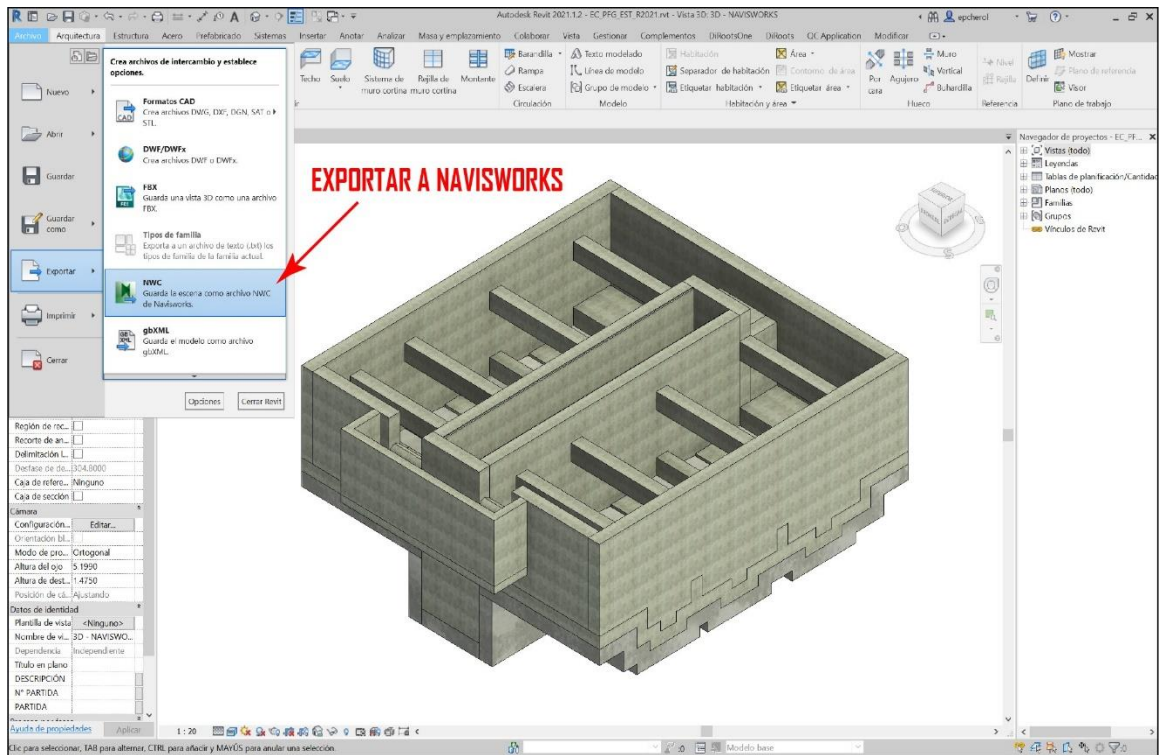 Autodesk Revit 2021.1.2 - EC_PFG_EST_R2021.rvt - Vista 3D: 3D - NAVISWORKS
epcherol
Archivo Arquitectura Estructura Acero Prefabricado Sistemas Insertar Anotar Analizar Masa y emplazamiento Colaborar Vista Gestionar Complementos DiRootsOne DiRoots QC Application Modificar
Nuevo
Abrir
Guardar
Guardar como
Exportar
Imprimir
Cerrar
Crea archivos de intercambio y establece opciones.
Formatos CAD
Crea archivos DWG, DXF, DGN, SAT o STL.
DWF/DWFx
Crea archivos DWF o DWFx.
FBX
Guarda una vista 3D como una archivo FBX.
Tipos de familia
Exporta a un archivo de texto (.txt) los tipos de familia de la familia actual.
NWC
Guarda la escena como archivo NWC de Navisworks.
gbXML
Guarda el modelo como archivo gbXML.
Opciones
Cerrar Revit
Techo
Suelo
Sistema de muro cortina
Rejilla de muro cortina
Montante
Barandilla
Rampa
Escalera
Circulación
Texto modelado
Línea de modelo
Grupo de modelo
Modelo
Habitación
Separador de habitación
Etiquetar habitación
Área
Contorno de área
Etiquetar área
Habitación y área
Por cara
Agujero
Muro
Vertical
Buhardilla
Hueco
Nivel
Rejilla
Referencia
Definir
Mostrar
Plano de referencia
Visor
Plano de trabajo
EXPORTAR A NAVISWORKS
Navegador de proyectos - EC_PF...
Vistas (todo)
Leyendas
Tablas de planificación/Cantidad
Planos (todo)
Familias
Grupos
Vínculos de Revit
Región de rec...
Recorte de an...
Delimitación L...
Desfase de de... 304.8000
Caja de refere... Ninguno
Caja de sección
Cámara
Configuración... Editar...
Orientación bl...
Modo de pro... Ortogonal
Altura del ojo 5.1990
Altura de dest... 1.4750
Posición de cá... Ajustando
Datos de identidad
Plantilla de vista <Ninguno>
Nombre de vi... 3D - NAVISWO...
Dependencia Independiente
Título en plano
DESCRIPCIÓN
Nº PARTIDA
PARTIDA
Ayuda de propiedades
Aplicar
1 : 20
Clic para seleccionar, TAB para alternar, CTRL para añadir y MAYÚS para anular una selección.
:0
Modelo base
:0